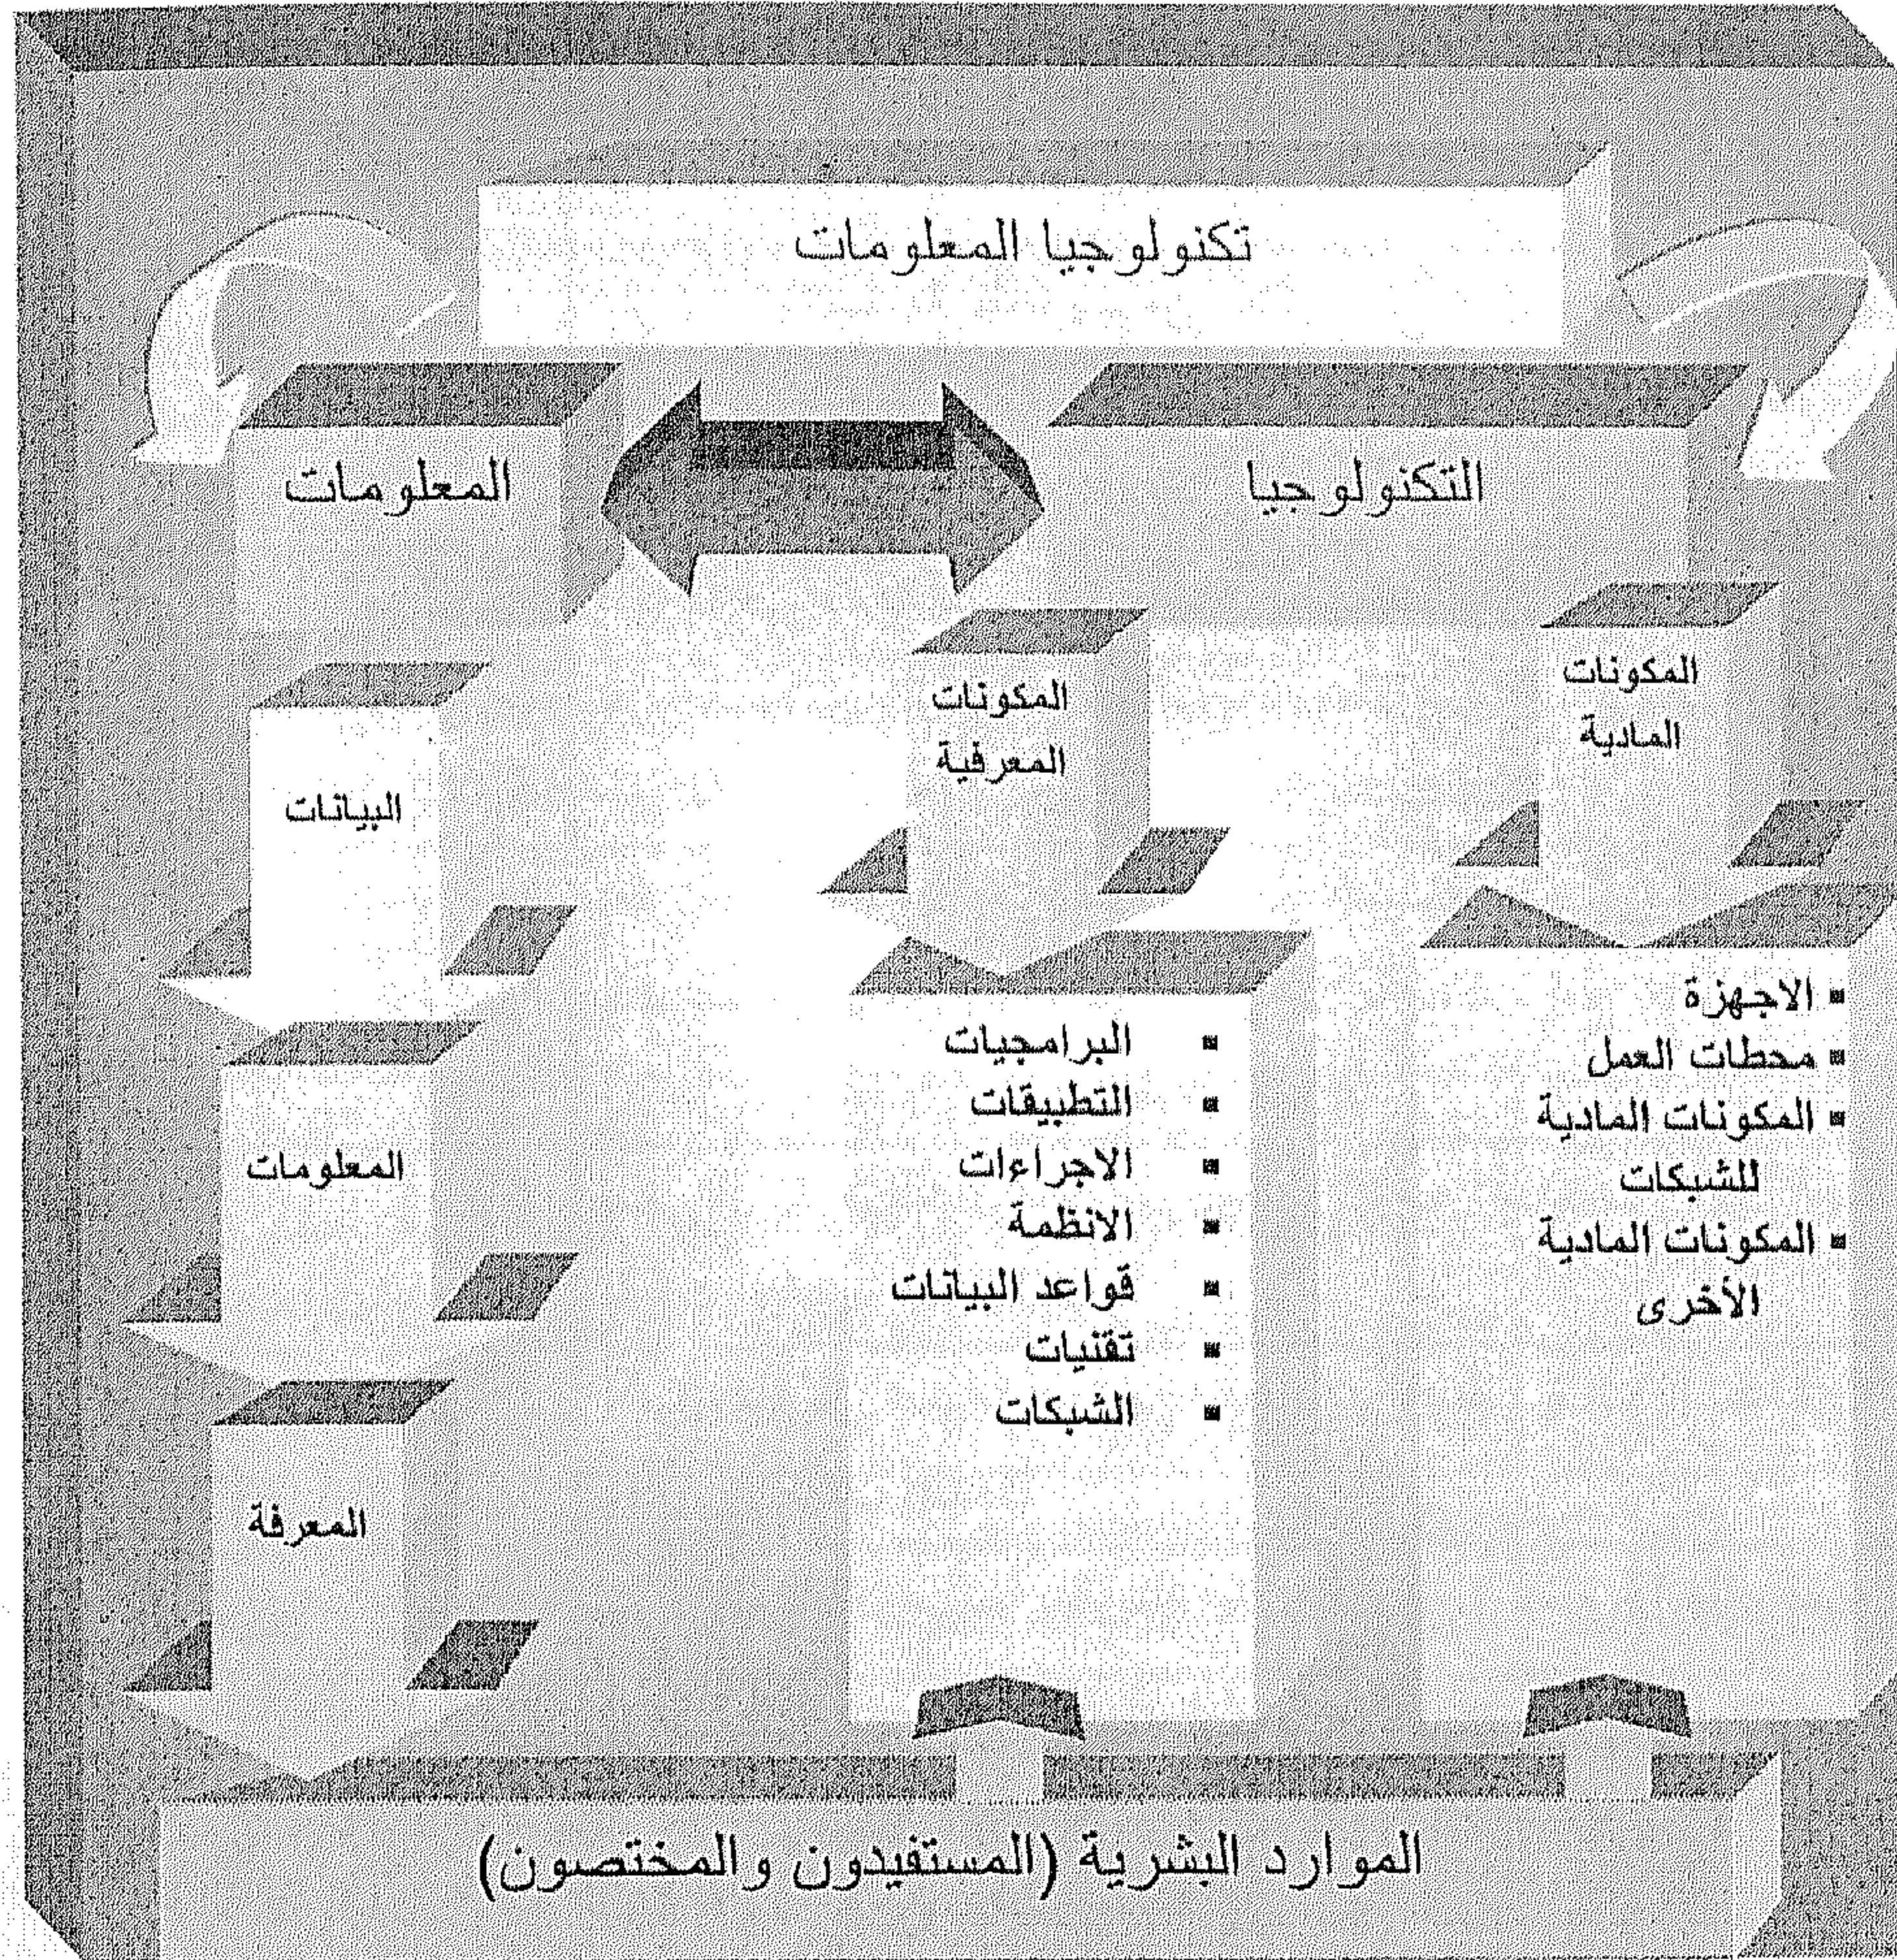 تكنولوجيا المعلومات
التكنولوجيا
المعلومات
المكونات
المادية
المكونات
المعرفية
البيانات
▪ الاجهزة
▪ محطات العمل
▪ المكونات المادية
للشبكات
▪ المكونات المادية
الأخرى
▪ البرامجيات
▪ التطبيقات
▪ الاجراءات
▪ الانظمة
▪ قواعد البيانات
▪ تقنيات
▪ الشبكات
المعلومات
المعرفة
الموارد البشرية (المستفيدون والمختصون)